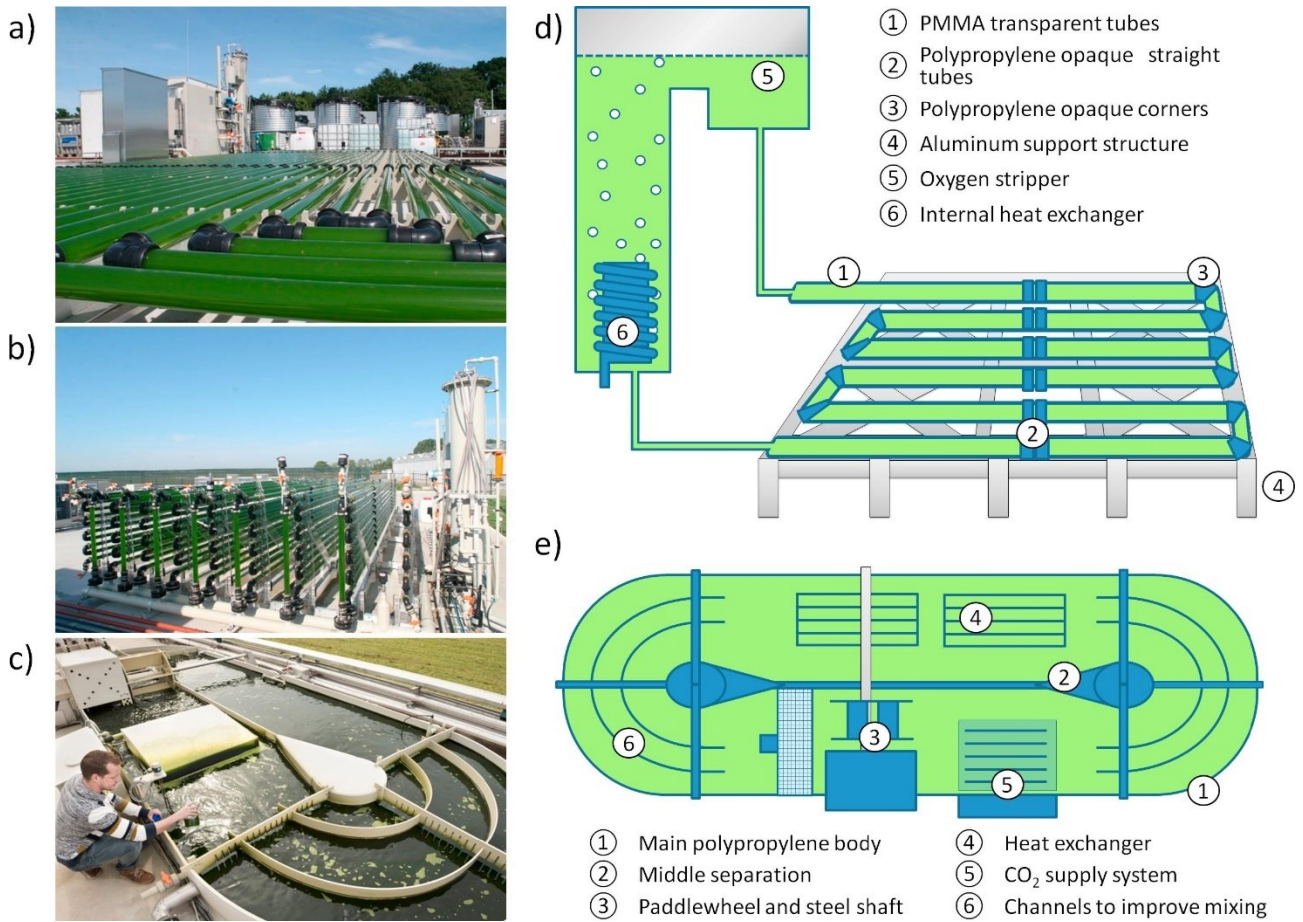 a)
b)
c)
d)
① PMMA transparent tubes
② Polypropylene opaque straight
tubes
③ Polypropylene opaque corners
④ Aluminum support structure
⑤ Oxygen stripper
⑥ Internal heat exchanger
⑤
⑥
①
③
②
④
e)
④
②
③
⑥
⑤
①
① Main polypropylene body
② Middle separation
③ Paddlewheel and steel shaft
④ Heat exchanger
⑤ CO₂ supply system
⑥ Channels to improve mixing